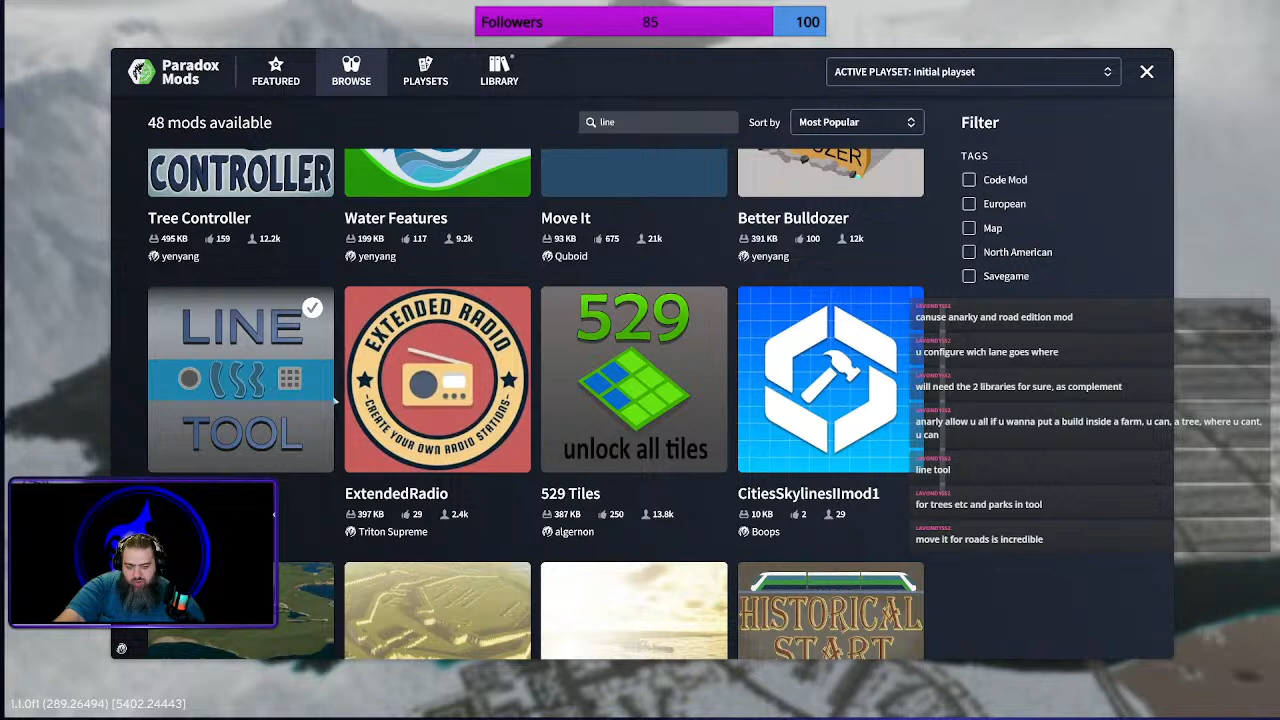 Followers 85 100
Paradox Mods
FEATURED
BROWSE
PLAYSETS
LIBRARY
ACTIVE PLAYSET: Initial playset
48 mods available
line
Sort by
Most Popular
Filter
TAGS
Code Mod
European
Map
North American
Savegame
CONTROLLER
Tree Controller
495 KB 159 12.2k
yenyang
Water Features
199 KB 117 9.2k
yenyang
Move It
93 KB 675 21k
Quboid
Better Bulldozer
391 KB 100 12k
yenyang
LINE
TOOL
EXTENDED RADIO
-CREATE YOUR OWN RADIO STATIONS-
ExtendedRadio
397 KB 29 2.4k
Triton Supreme
529
unlock all tiles
529 Tiles
387 KB 250 13.8k
algernon
CitiesSkylinesIImod1
10 KB 2 29
Boops
HISTORICAL
START
LAVONDYSS2
canuse anarky and road edition mod
LAVONDYSS2
u configure wich lane goes where
LAVONDYSS2
will need the 2 libraries for sure, as complement
LAVONDYSS2
anarly allow u all if u wanna put a build inside a farm, u can, a tree, where u cant,
u can
LAVONDYSS2
line tool
LAVONDYSS2
for trees etc and parks in tool
LAVONDYSS2
move it for roads is incredible
1.1.0f1 (289.26494) [5402.24443]